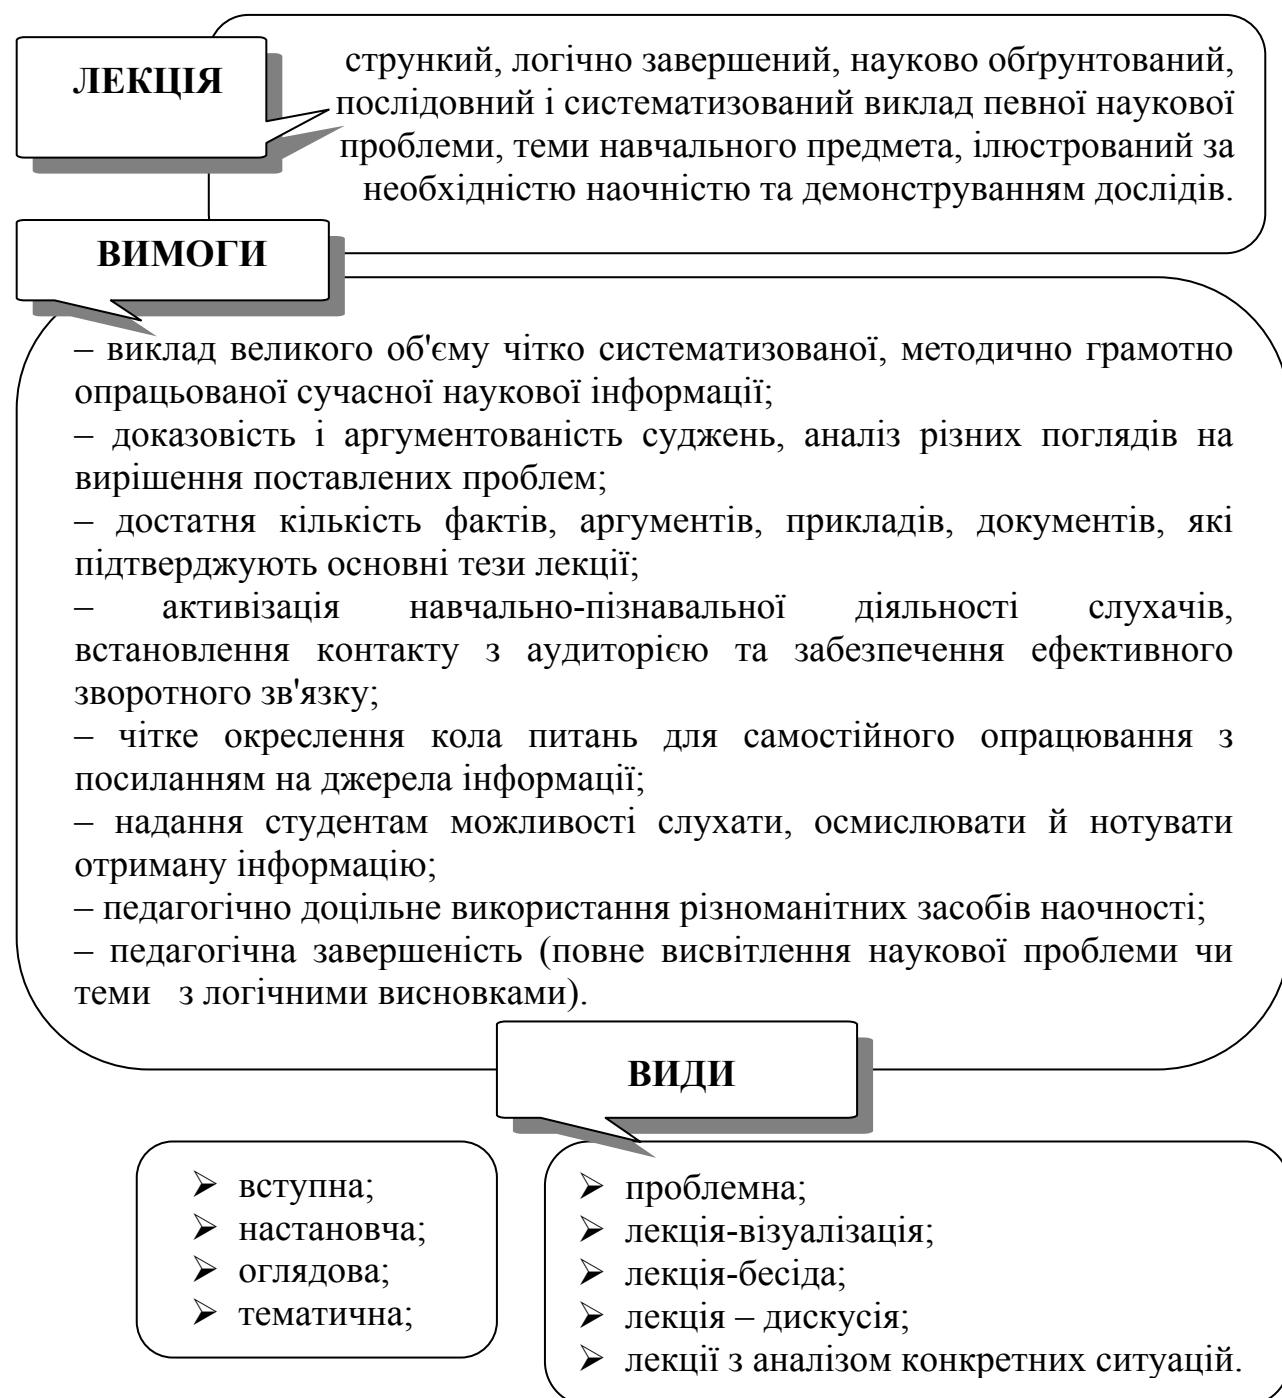 ЛЕКЦІЯ
стрункий, логічно завершений, науково обґрунтований,
послідовний і систематизований виклад певної наукової
проблеми, теми навчального предмета, ілюстрований за
необхідністю наочністю та демонструванням дослідів.
ВИМОГИ
– виклад великого об'єму чітко систематизованої, методично грамотно
опрацьованої сучасної наукової інформації;
– доказовість і аргументованість суджень, аналіз різних поглядів на
вирішення поставлених проблем;
– достатня кількість фактів, аргументів, прикладів, документів, які
підтверджують основні тези лекції;
– активізація навчально-пізнавальної діяльності слухачів,
встановлення контакту з аудиторією та забезпечення ефективного
зворотного зв'язку;
– чітке окреслення кола питань для самостійного опрацювання з
посиланням на джерела інформації;
– надання студентам можливості слухати, осмислювати й нотувати
отриману інформацію;
– педагогічно доцільне використання різноманітних засобів наочності;
– педагогічна завершеність (повне висвітлення наукової проблеми чи
теми з логічними висновками).
ВИДИ
➢ вступна;
➢ настановча;
➢ оглядова;
➢ тематична;
➢ проблемна;
➢ лекція-візуалізація;
➢ лекція-бесіда;
➢ лекція – дискусія;
➢ лекції з аналізом конкретних ситуацій.